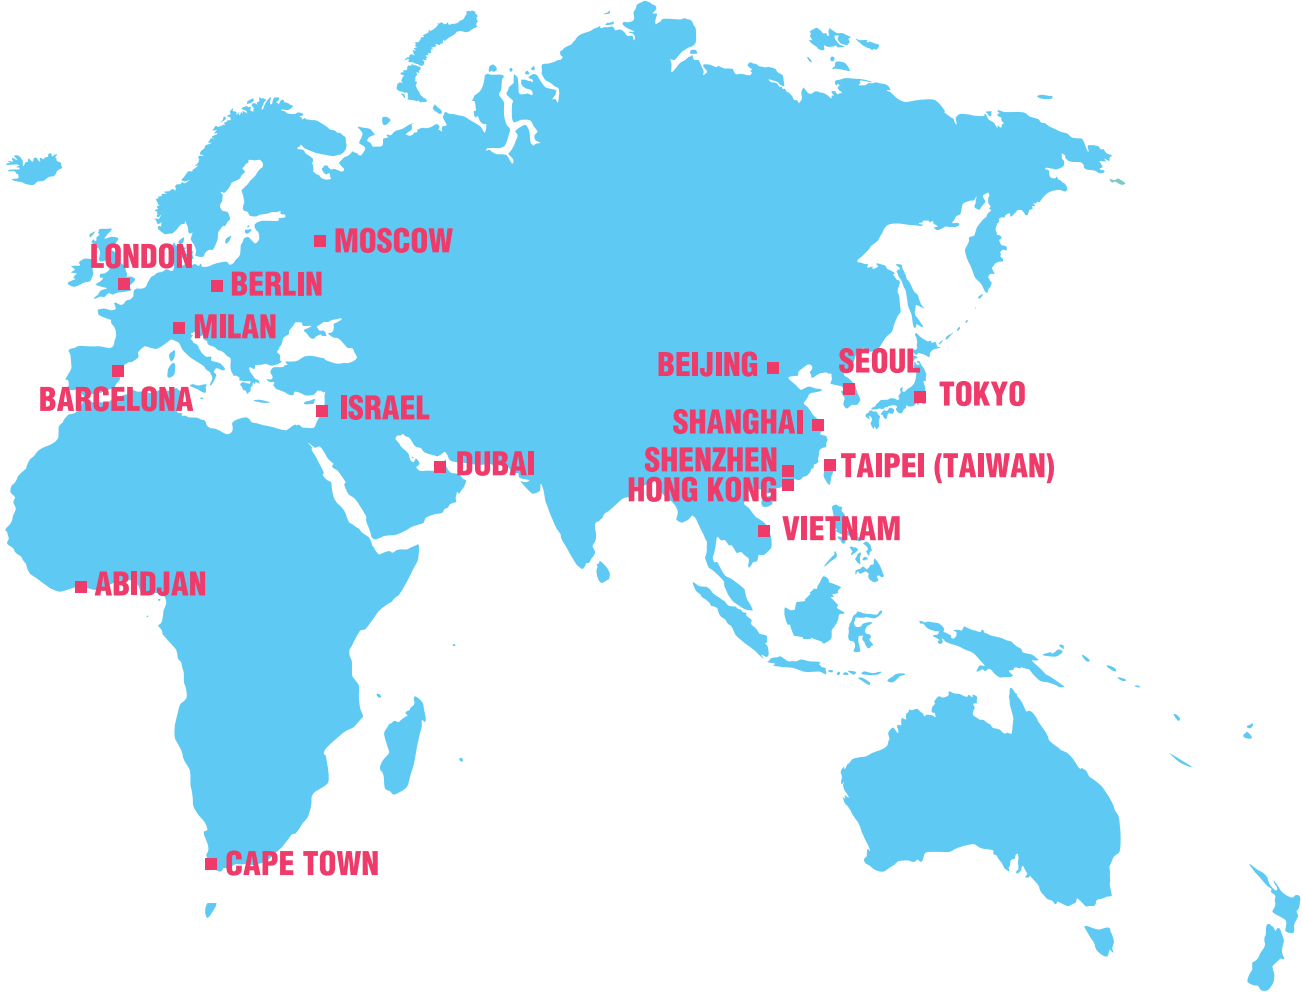 MOSCOW
LONDON
BERLIN
MILAN
BEIJING
SEOUL
BARCELONA
ISRAEL
TOKYO
SHANGHAI
DUBAI
SHENZHEN
TAIPEI (TAIWAN)
HONG KONG
VIETNAM
ABIDJAN
CAPE TOWN